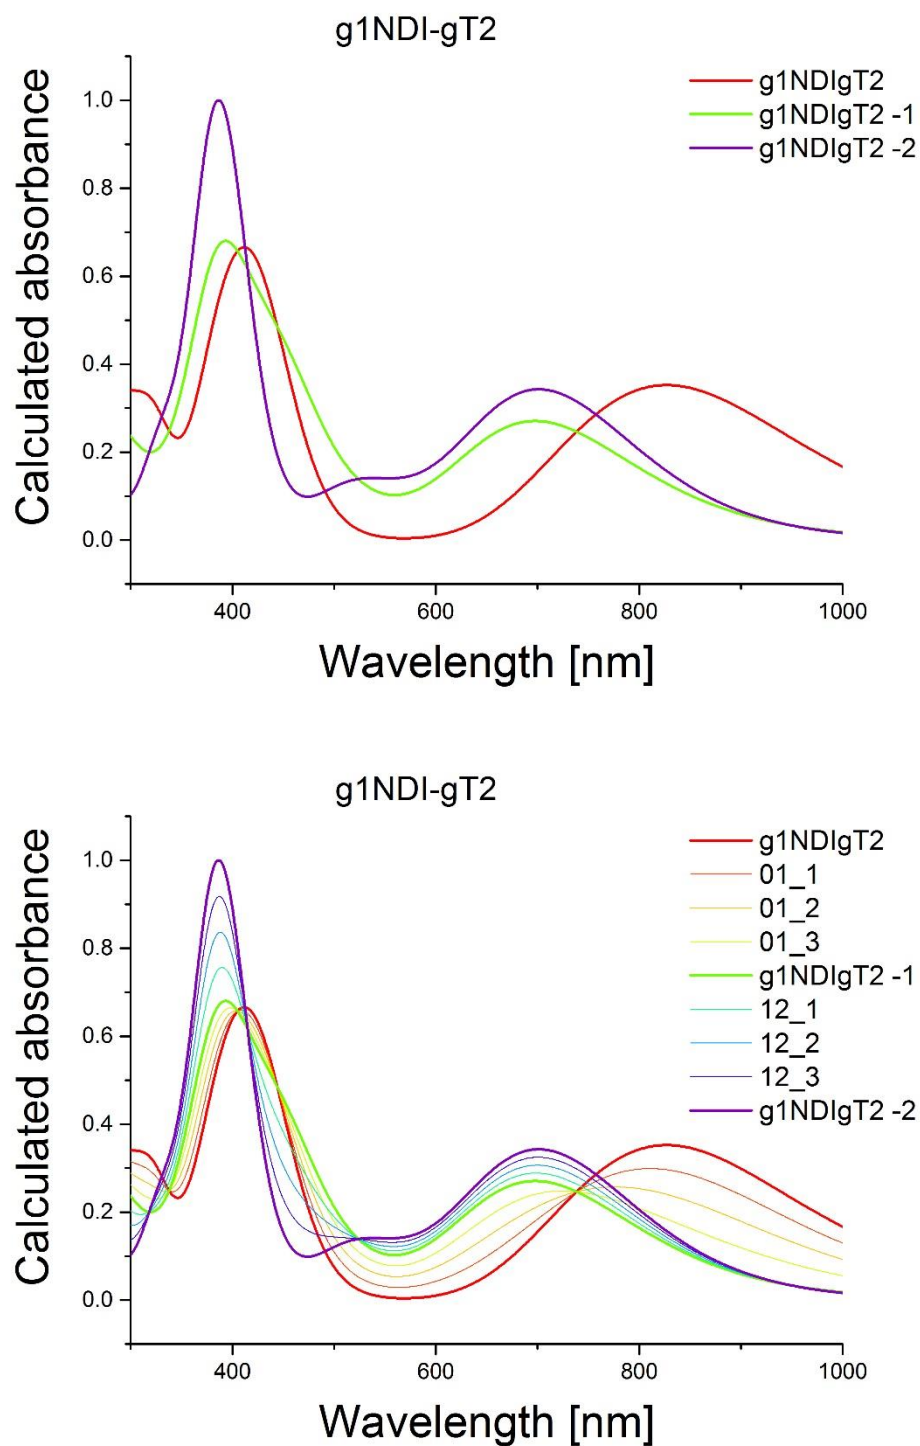 g1NDI-gT2
g1NDIgT2
g1NDIgT2 -1
g1NDIgT2 -2
Calculated absorbance
1.0
0.8
0.6
0.4
0.2
0.0
400
600
800
1000
Wavelength [nm]
g1NDI-gT2
g1NDIgT2
01_1
01_2
01_3
g1NDIgT2 -1
12_1
12_2
12_3
g1NDIgT2 -2
Calculated absorbance
1.0
0.8
0.6
0.4
0.2
0.0
400
600
800
1000
Wavelength [nm]